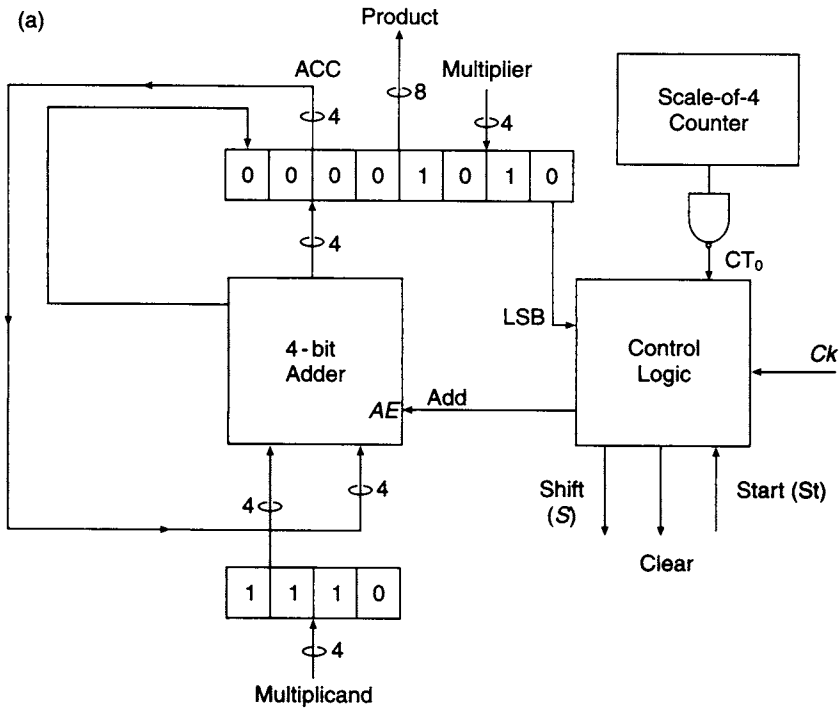 (a)
Product
ACC
Multiplier
4
8
4
Scale-of-4
Counter
0 0 0 0 1 0 1 0
4
CT₀
LSB
4-bit
Adder
Control
Logic
Ck
AE
Add
4
4
Shift
(S)
Start (St)
Clear
1 1 1 0
4
Multiplicand